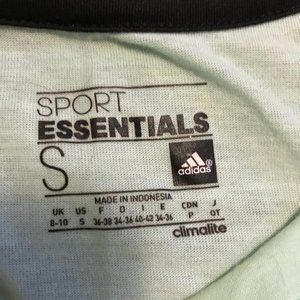 SPORT
ESSENTIALS
S
adidas®
MADE IN INDONESIA
UK US F D I E CDN J
8-10 S 36-38 34-36 40-42 34-36 P OT
climalite